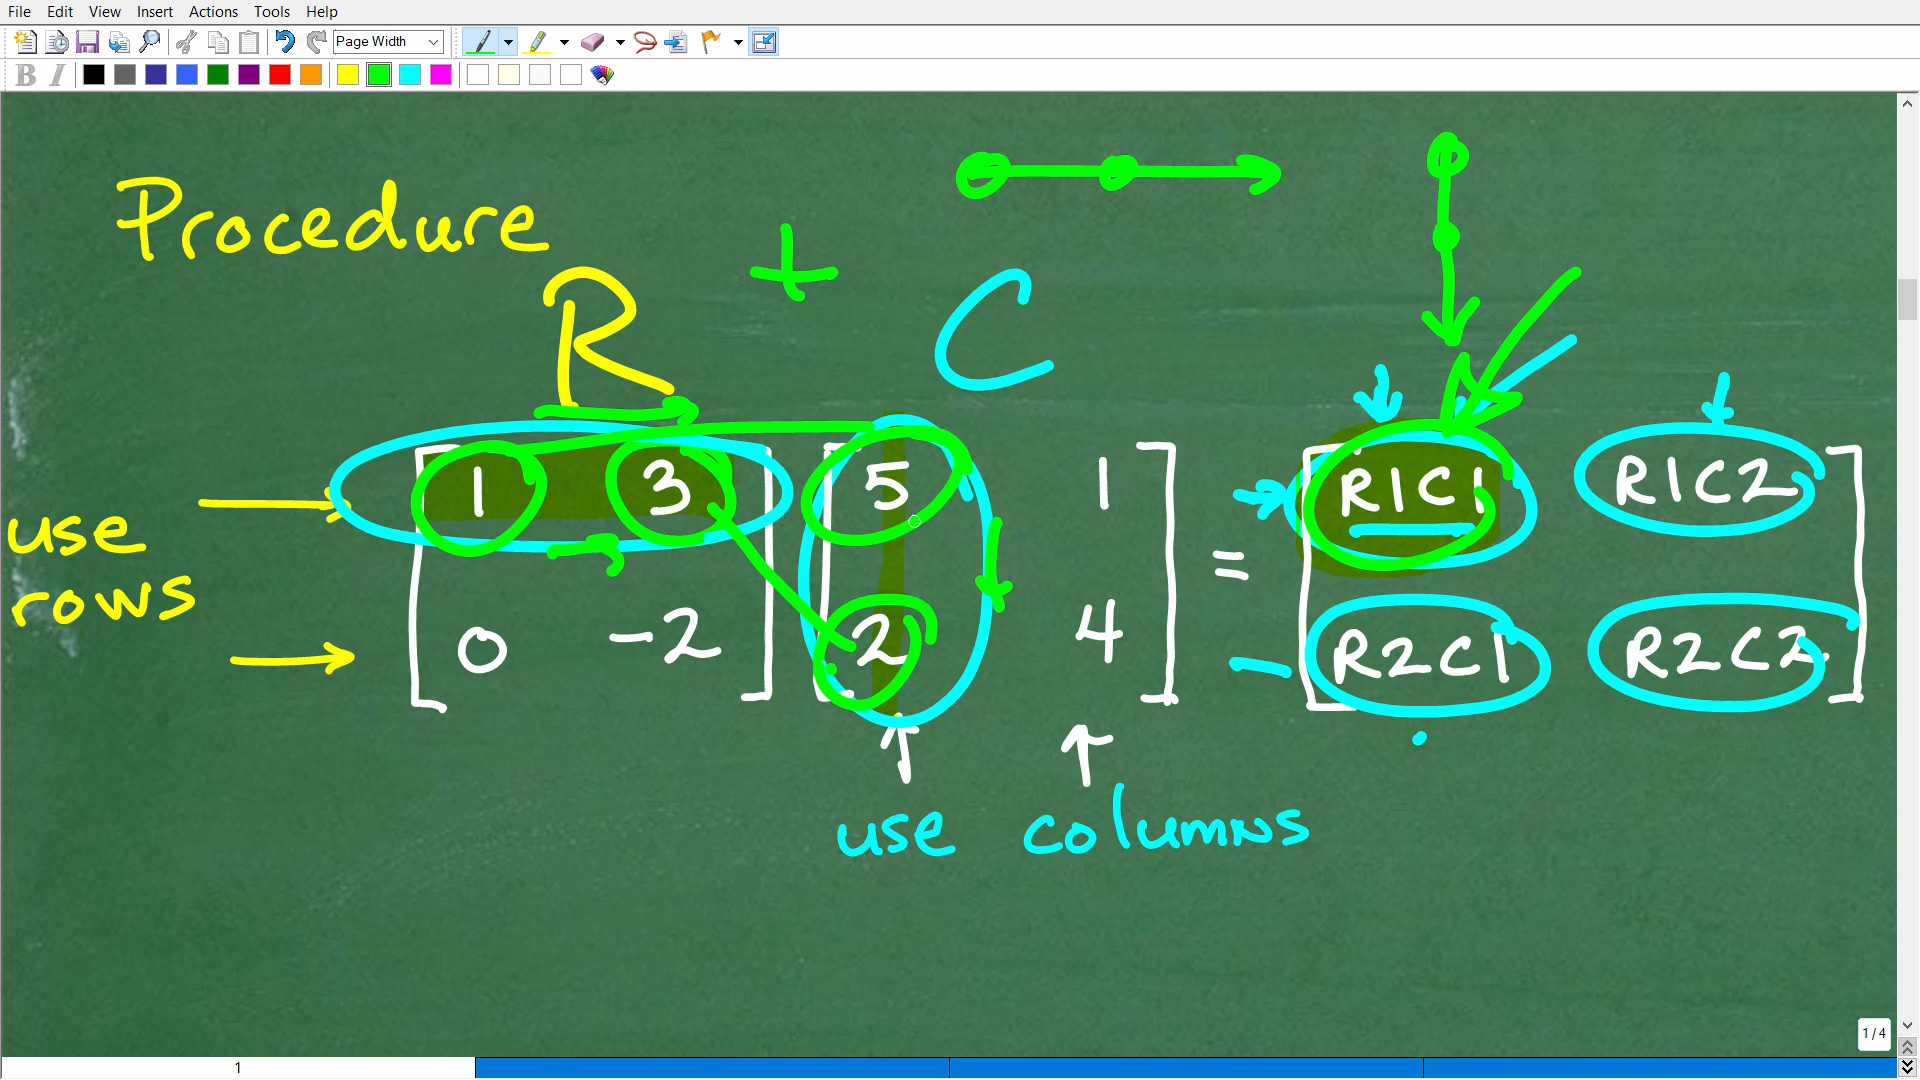 File Edit View Insert Actions Tools Help
Page Width
B I
Procedure
R + C
use
rows
1 3 5 1 = R1C1 R1C2
0 -2 2 4 R2C1 R2C2
use columns
1/4
1